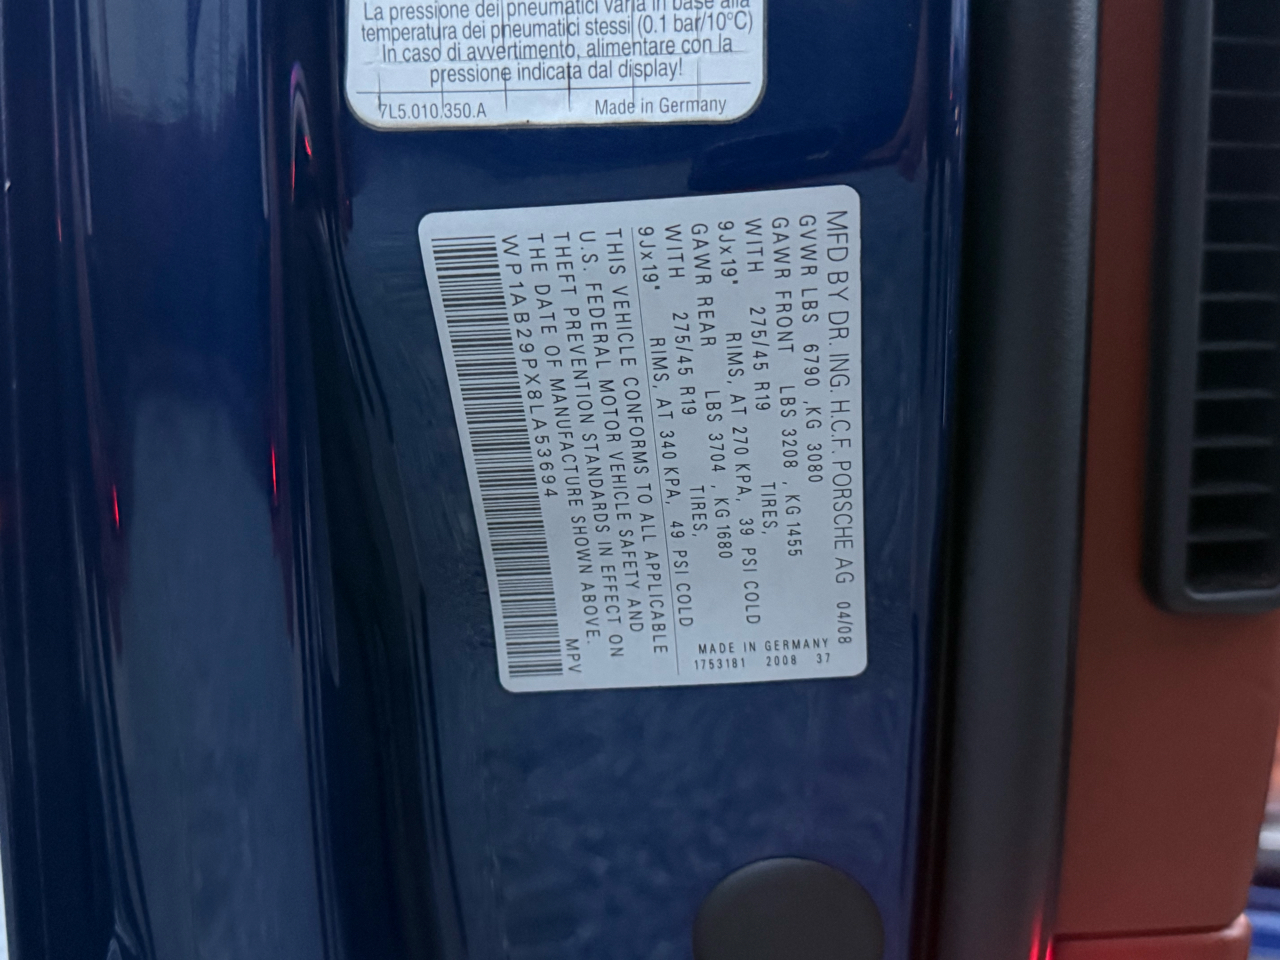 La pressione dei pneumatici varia in base alla
temperatura dei pneumatici stessi (0.1 bar/10°C)
In caso di avvertimento, alimentare con la
pressione indicata dal display!
7L5.010.350.A Made in Germany
MFD BY DR. ING. H.C.F. PORSCHE AG 04/08
GVWR LBS 6790 ,KG 3080
GAWR FRONT LBS 3208 , KG 1455
WITH 275/45 R19 TIRES,
9Jx19" RIMS, AT 270 KPA, 39 PSI COLD
GAWR REAR LBS 3704 KG 1680
WITH 275/45 R19 TIRES,
9Jx19" RIMS, AT 340 KPA, 49 PSI COLD
MADE IN GERMANY
1753181 2008 37
THIS VEHICLE CONFORMS TO ALL APPLICABLE
U.S. FEDERAL MOTOR VEHICLE SAFETY AND
THEFT PREVENTION STANDARDS IN EFFECT ON
THE DATE OF MANUFACTURE SHOWN ABOVE.
WP1AB29PX8LA53694 MPV